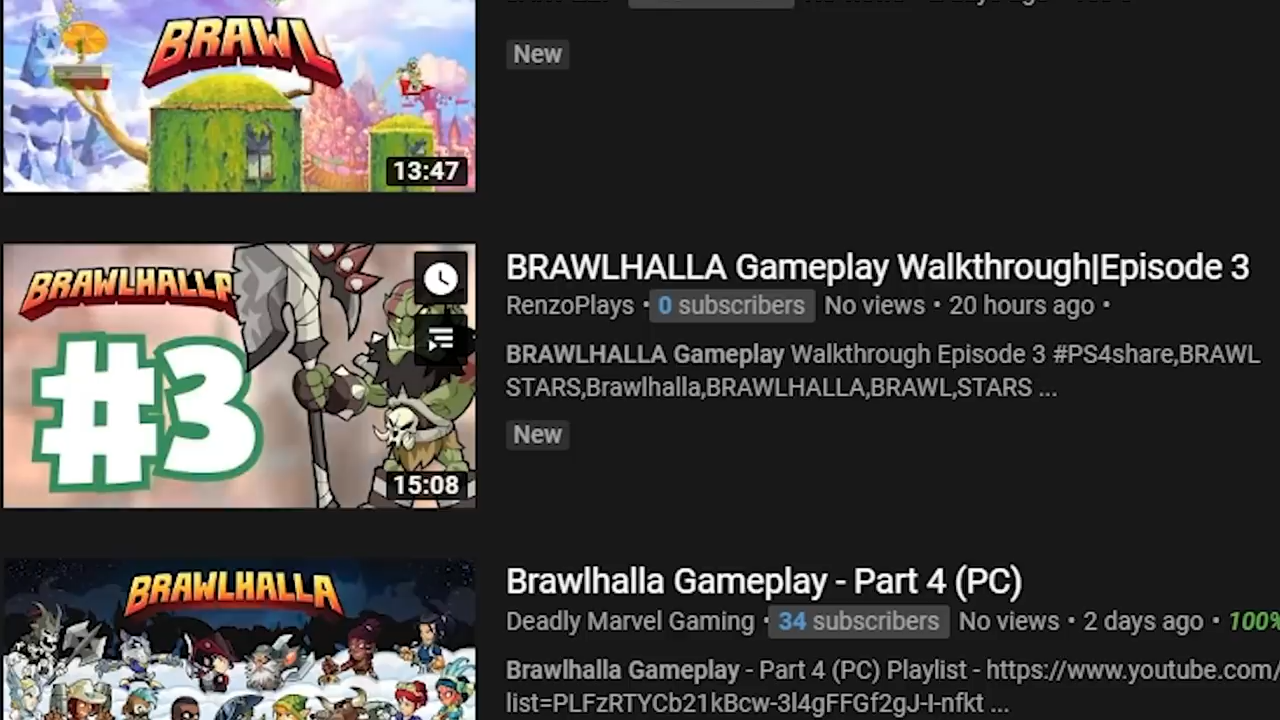 BRAWL
13:47
New
BRAWLHALLA
#3
15:08
BRAWLHALLA Gameplay Walkthrough|Episode 3
RenzoPlays • 0 subscribers No views • 20 hours ago •
BRAWLHALLA Gameplay Walkthrough Episode 3 #PS4share,BRAWL
STARS,Brawlhalla,BRAWLHALLA,BRAWL,STARS ...
New
BRAWLHALLA
Brawlhalla Gameplay - Part 4 (PC)
Deadly Marvel Gaming • 34 subscribers No views • 2 days ago • 100%
Brawlhalla Gameplay - Part 4 (PC) Playlist - https://www.youtube.com/
list=PLFzRTYCb21kBcw-3l4gFFGf2gJ-I-nfkt ...